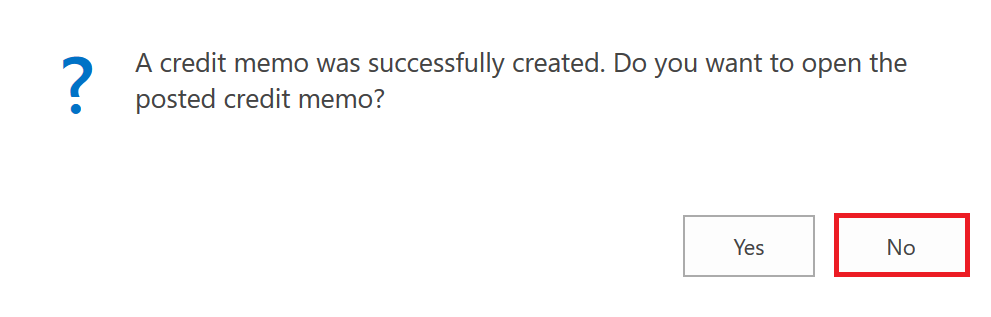 ?
A credit memo was successfully created. Do you want to open the
posted credit memo?
Yes
No